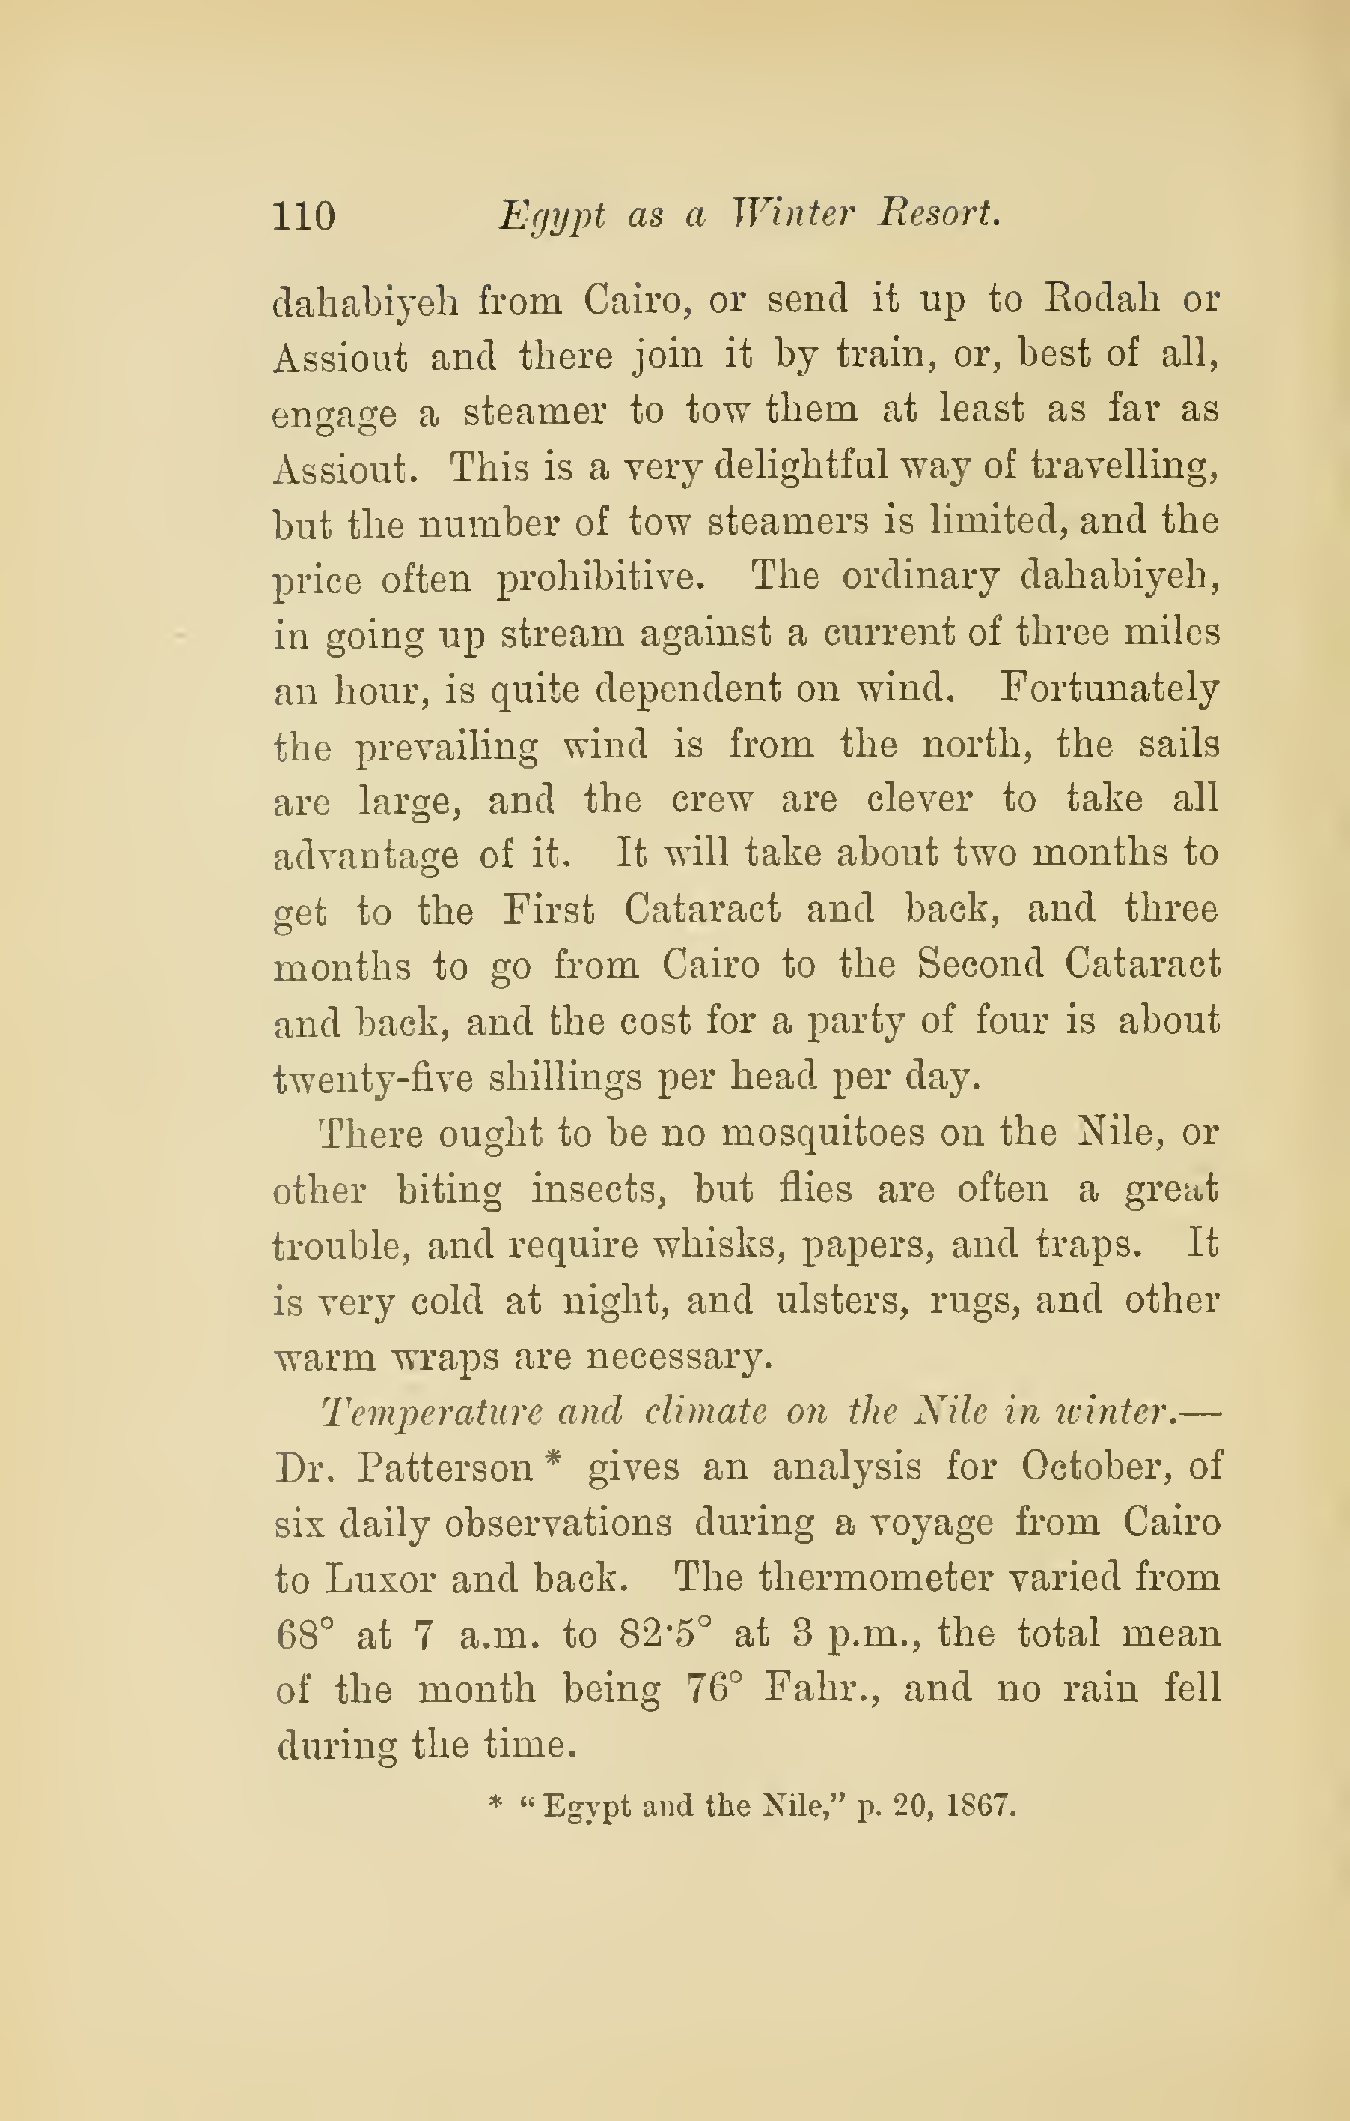 110 Egypt as a Winter Resort.
dahabiyeh from Cairo, or send it up to Rodah or
Assiout and there join it by train, or, best of all,
engage a steamer to tow them at least as far as
Assiout. This is a very delightful way of travelling,
but the number of tow steamers is limited, and the
price often prohibitive. The ordinary dahabiyeh,
in going up stream against a current of three miles
an hour, is quite dependent on wind. Fortunately
the prevailing wind is from the north, the sails
are large, and the crew are clever to take all
advantage of it. It will take about two months to
get to the First Cataract and back, and three
months to go from Cairo to the Second Cataract
and back, and the cost for a party of four is about
twenty-five shillings per head per day.
There ought to be no mosquitoes on the Nile, or
other biting insects, but flies are often a great
trouble, and require whisks, papers, and traps. It
is very cold at night, and ulsters, rugs, and other
warm wraps are necessary.
Temperature and climate on the Nile in winter.—
Dr. Patterson * gives an analysis for October, of
six daily observations during a voyage from Cairo
to Luxor and back. The thermometer varied from
68° at 7 a.m. to 82·5° at 3 p.m., the total mean
of the month being 76° Fahr., and no rain fell
during the time.
* “ Egypt and the Nile,” p. 20, 1867.